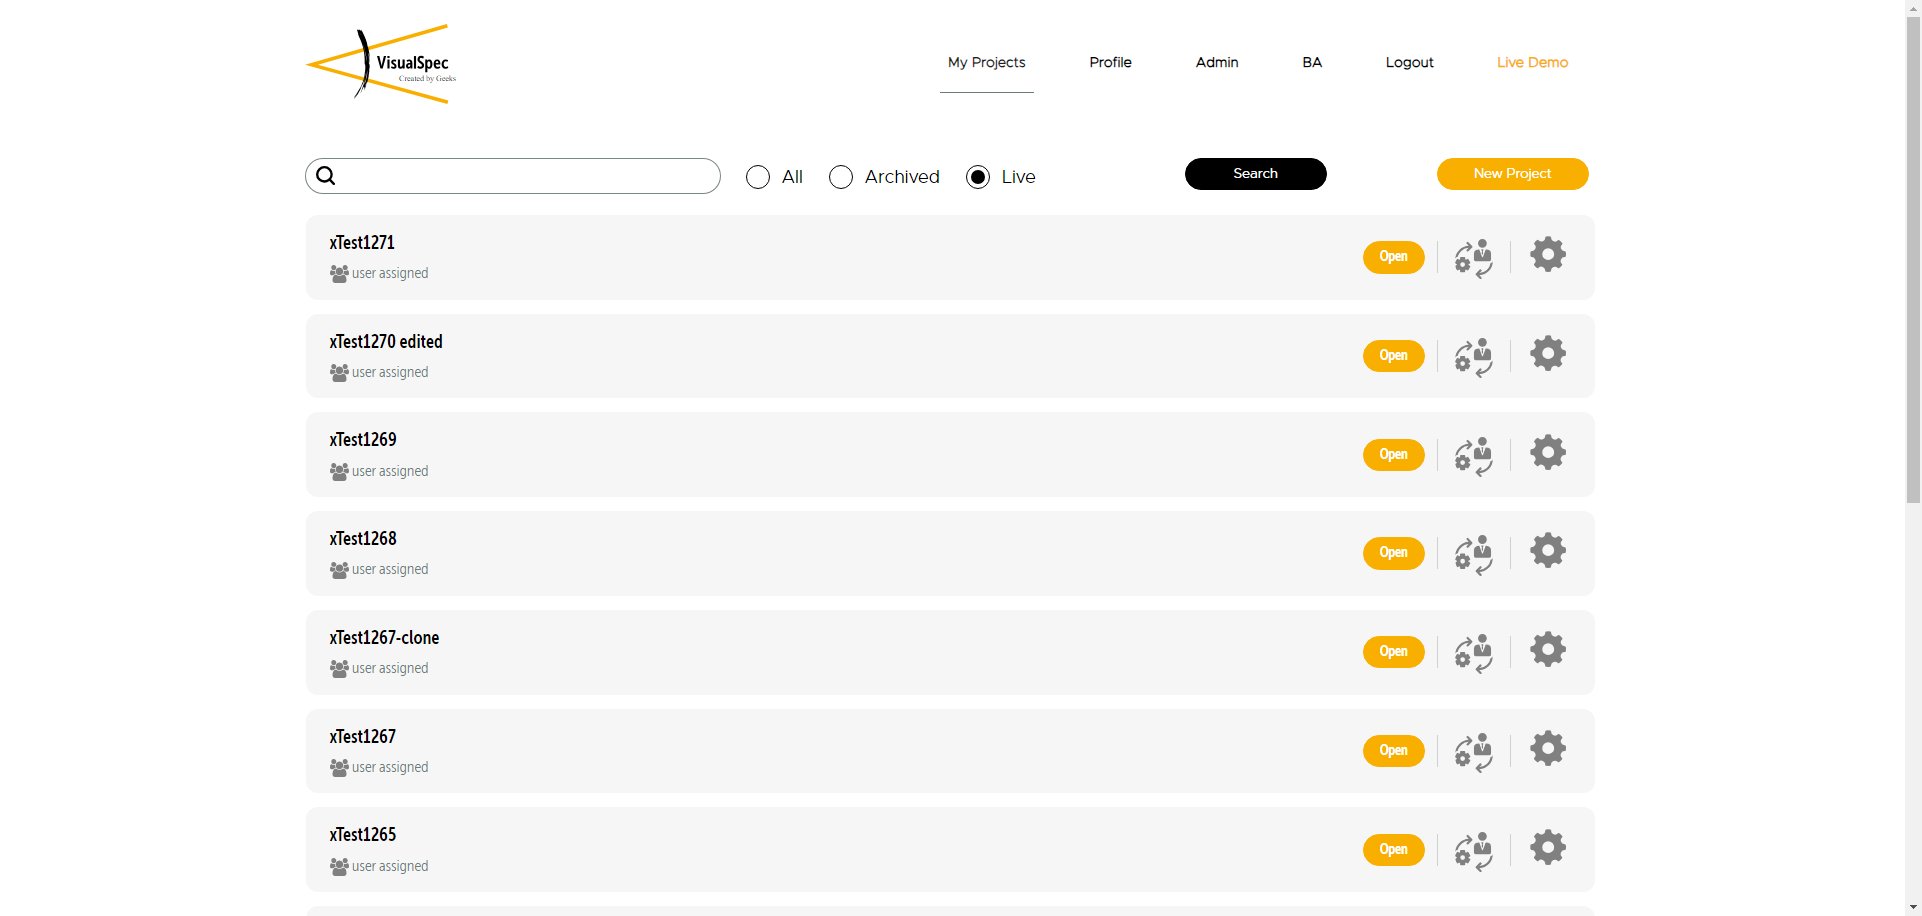 VisualSpec
Created by Geeks
My Projects Profile Admin BA Logout Live Demo
All Archived Live Search New Project
xTest1271
user assigned
Open
xTest1270 edited
user assigned
Open
xTest1269
user assigned
Open
xTest1268
user assigned
Open
xTest1267-clone
user assigned
Open
xTest1267
user assigned
Open
xTest1265
user assigned
Open